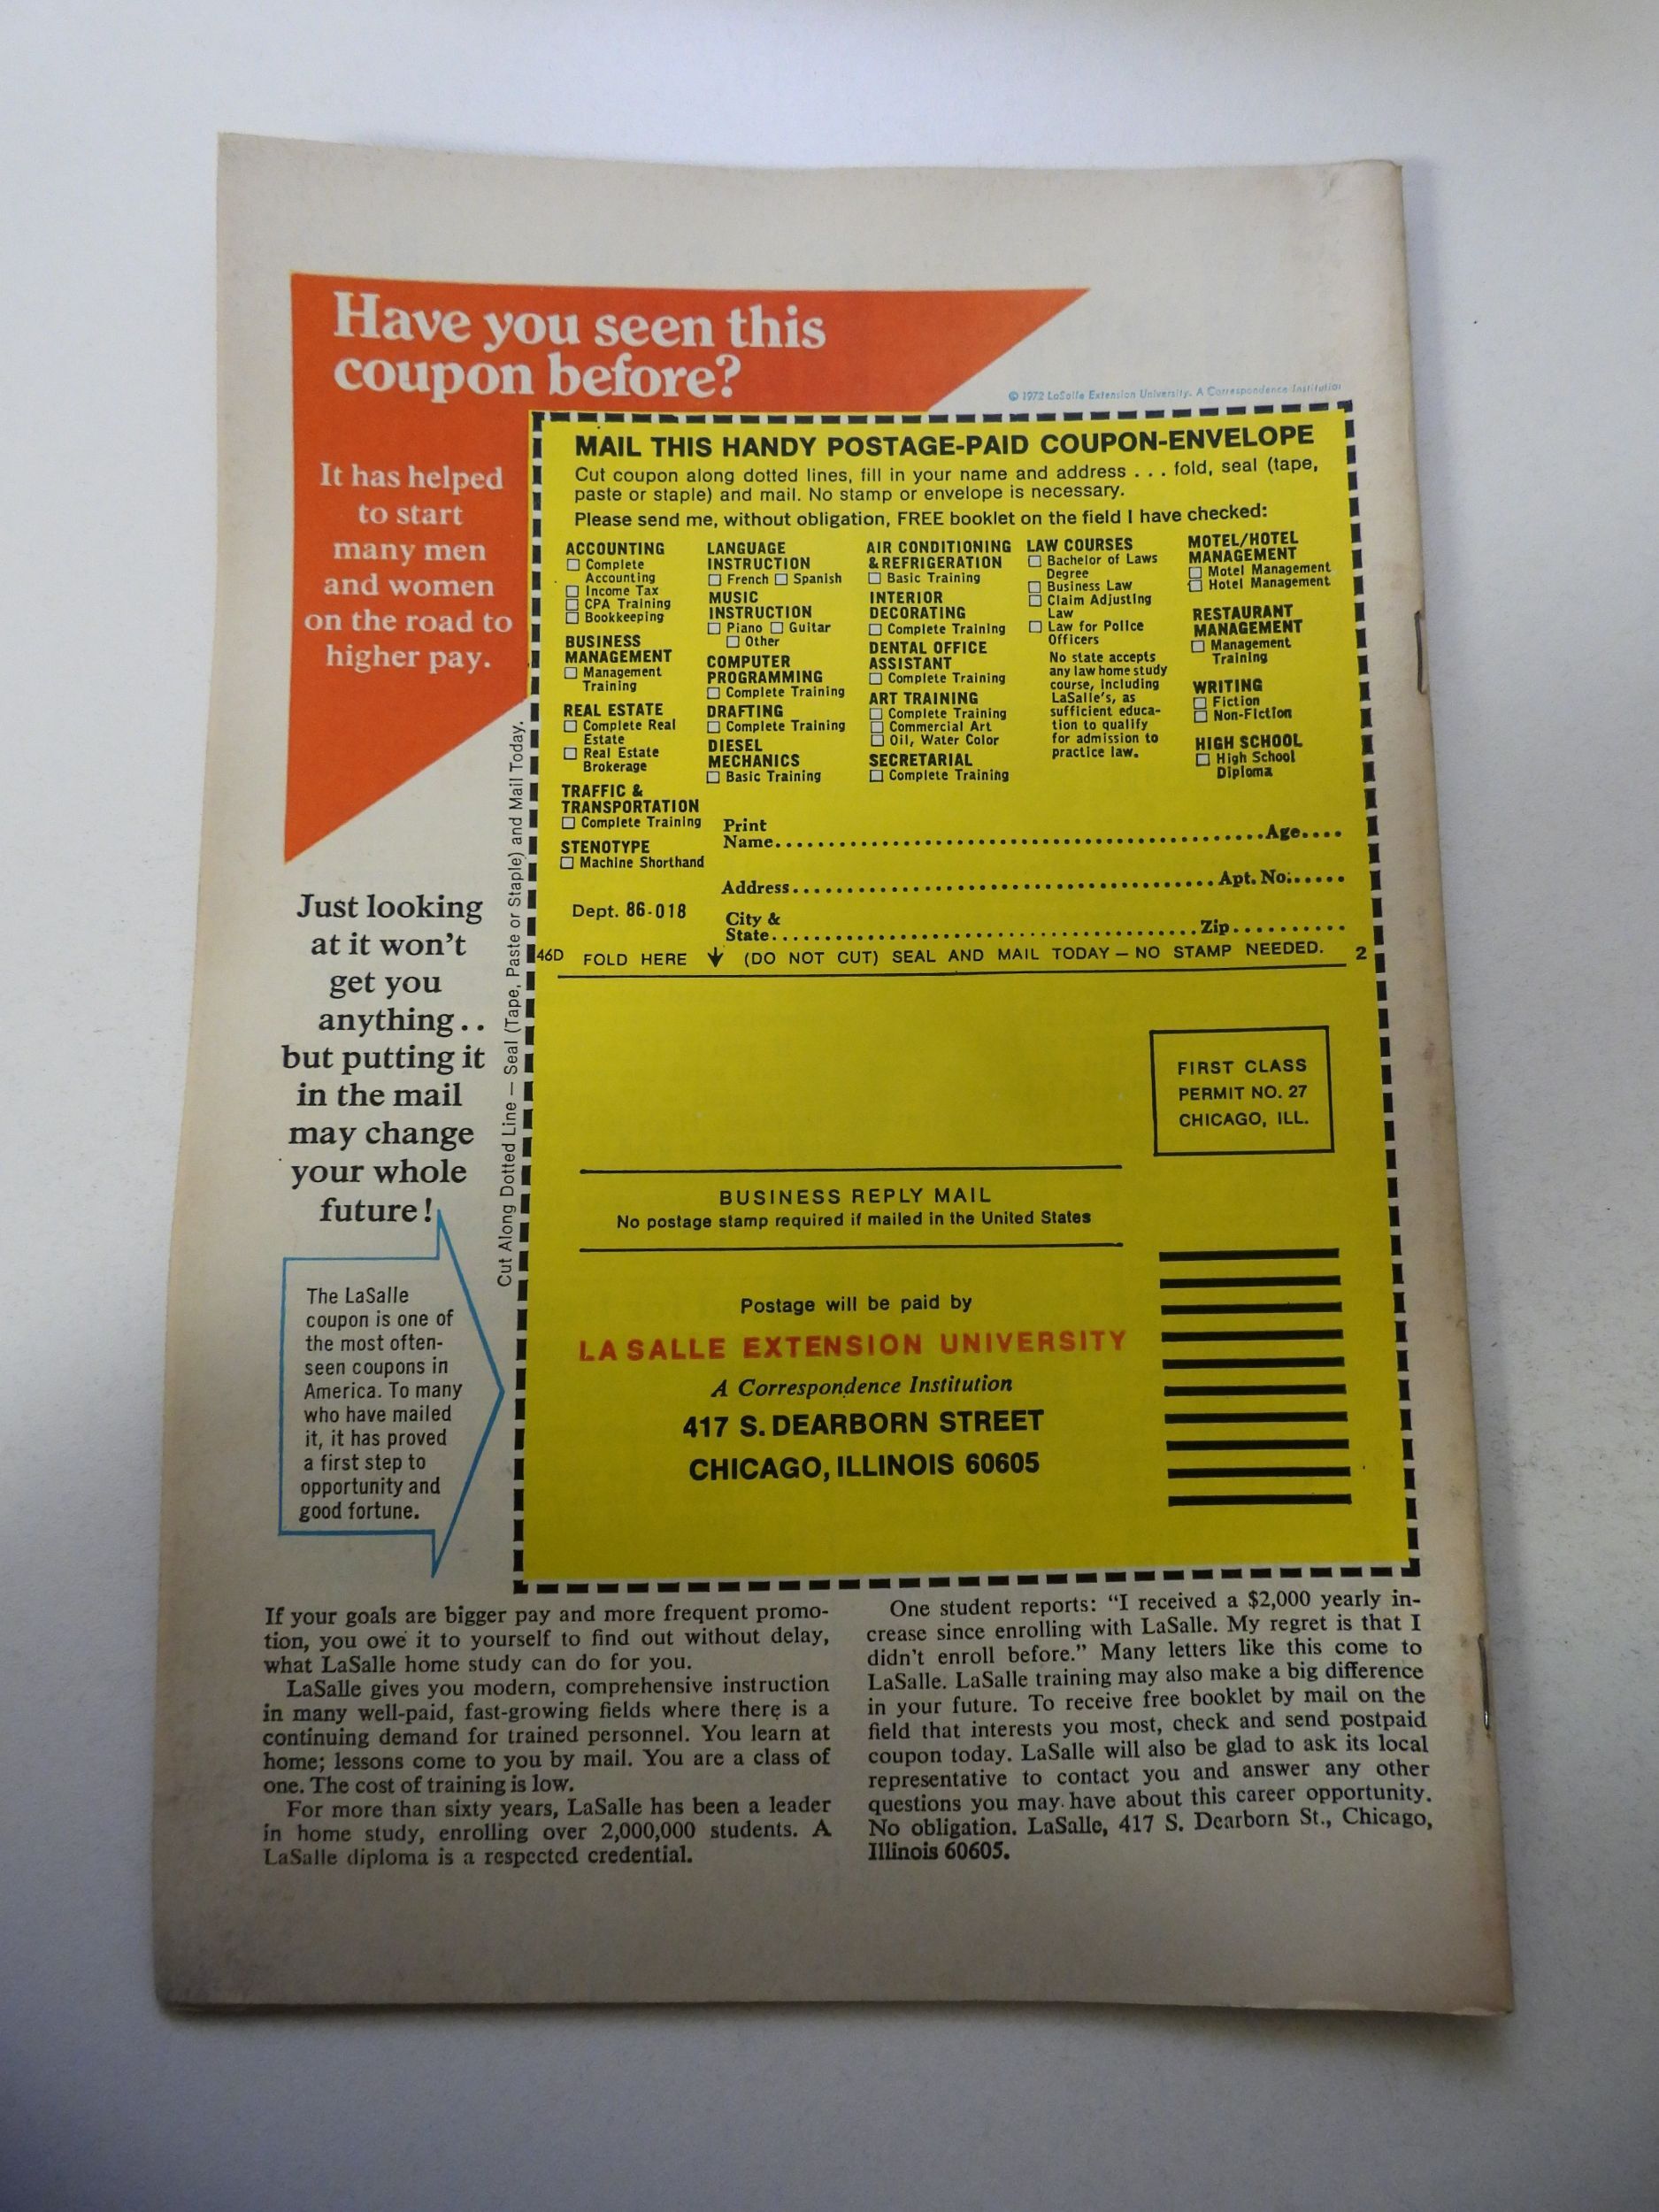 Have you seen this
coupon before?
© 1972 LaSalle Extension University. A Correspondence Institution
It has helped
to start
many men
and women
on the road to
higher pay.
Just looking
at it won't
get you
anything..
but putting it
in the mail
may change
your whole
future!
The LaSalle
coupon is one of
the most often-
seen coupons in
America. To many
who have mailed
it, it has proved
a first step to
opportunity and
good fortune.
Cut Along Dotted Line — Seal (Tape, Paste or Staple) and Mail Today.
MAIL THIS HANDY POSTAGE-PAID COUPON-ENVELOPE
Cut coupon along dotted lines, fill in your name and address . . . fold, seal (tape,
paste or staple) and mail. No stamp or envelope is necessary.
Please send me, without obligation, FREE booklet on the field I have checked:
ACCOUNTING
☐ Complete
Accounting
☐ Income Tax
☐ CPA Training
☐ Bookkeeping
BUSINESS
MANAGEMENT
☐ Management
Training
REAL ESTATE
☐ Complete Real
Estate
☐ Real Estate
Brokerage
TRAFFIC &
TRANSPORTATION
☐ Complete Training
STENOTYPE
☐ Machine Shorthand
LANGUAGE
INSTRUCTION
☐ French ☐ Spanish
MUSIC
INSTRUCTION
☐ Piano ☐ Guitar
☐ Other
COMPUTER
PROGRAMMING
☐ Complete Training
DRAFTING
☐ Complete Training
DIESEL
MECHANICS
☐ Basic Training
AIR CONDITIONING
& REFRIGERATION
☐ Basic Training
INTERIOR
DECORATING
☐ Complete Training
DENTAL OFFICE
ASSISTANT
☐ Complete Training
ART TRAINING
☐ Complete Training
☐ Commercial Art
☐ Oil, Water Color
SECRETARIAL
☐ Complete Training
LAW COURSES
☐ Bachelor of Laws
Degree
☐ Business Law
☐ Claim Adjusting
Law
☐ Law for Police
Officers
No state accepts
any law home study
course, including
LaSalle's, as
sufficient educa-
tion to qualify
for admission to
practice law.
MOTEL/HOTEL
MANAGEMENT
☐ Motel Management
☐ Hotel Management
RESTAURANT
MANAGEMENT
☐ Management
Training
WRITING
☐ Fiction
☐ Non-Fiction
HIGH SCHOOL
☐ High School
Diploma
Print
Name........ Age....
Address........ Apt. No.....
Dept. 86-018
City &
State........ Zip........
46D FOLD HERE ↓ (DO NOT CUT) SEAL AND MAIL TODAY — NO STAMP NEEDED. 2
FIRST CLASS
PERMIT NO. 27
CHICAGO, ILL.
BUSINESS REPLY MAIL
No postage stamp required if mailed in the United States
Postage will be paid by
LA SALLE EXTENSION UNIVERSITY
A Correspondence Institution
417 S. DEARBORN STREET
CHICAGO, ILLINOIS 60605
If your goals are bigger pay and more frequent promo-
tion, you owe it to yourself to find out without delay,
what LaSalle home study can do for you.
LaSalle gives you modern, comprehensive instruction
in many well-paid, fast-growing fields where there is a
continuing demand for trained personnel. You learn at
home; lessons come to you by mail. You are a class of
one. The cost of training is low.
For more than sixty years, LaSalle has been a leader
in home study, enrolling over 2,000,000 students. A
LaSalle diploma is a respected credential.
One student reports: "I received a $2,000 yearly in-
crease since enrolling with LaSalle. My regret is that I
didn't enroll before." Many letters like this come to
LaSalle. LaSalle training may also make a big difference
in your future. To receive free booklet by mail on the
field that interests you most, check and send postpaid
coupon today. LaSalle will also be glad to ask its local
representative to contact you and answer any other
questions you may have about this career opportunity.
No obligation. LaSalle, 417 S. Dearborn St., Chicago,
Illinois 60605.